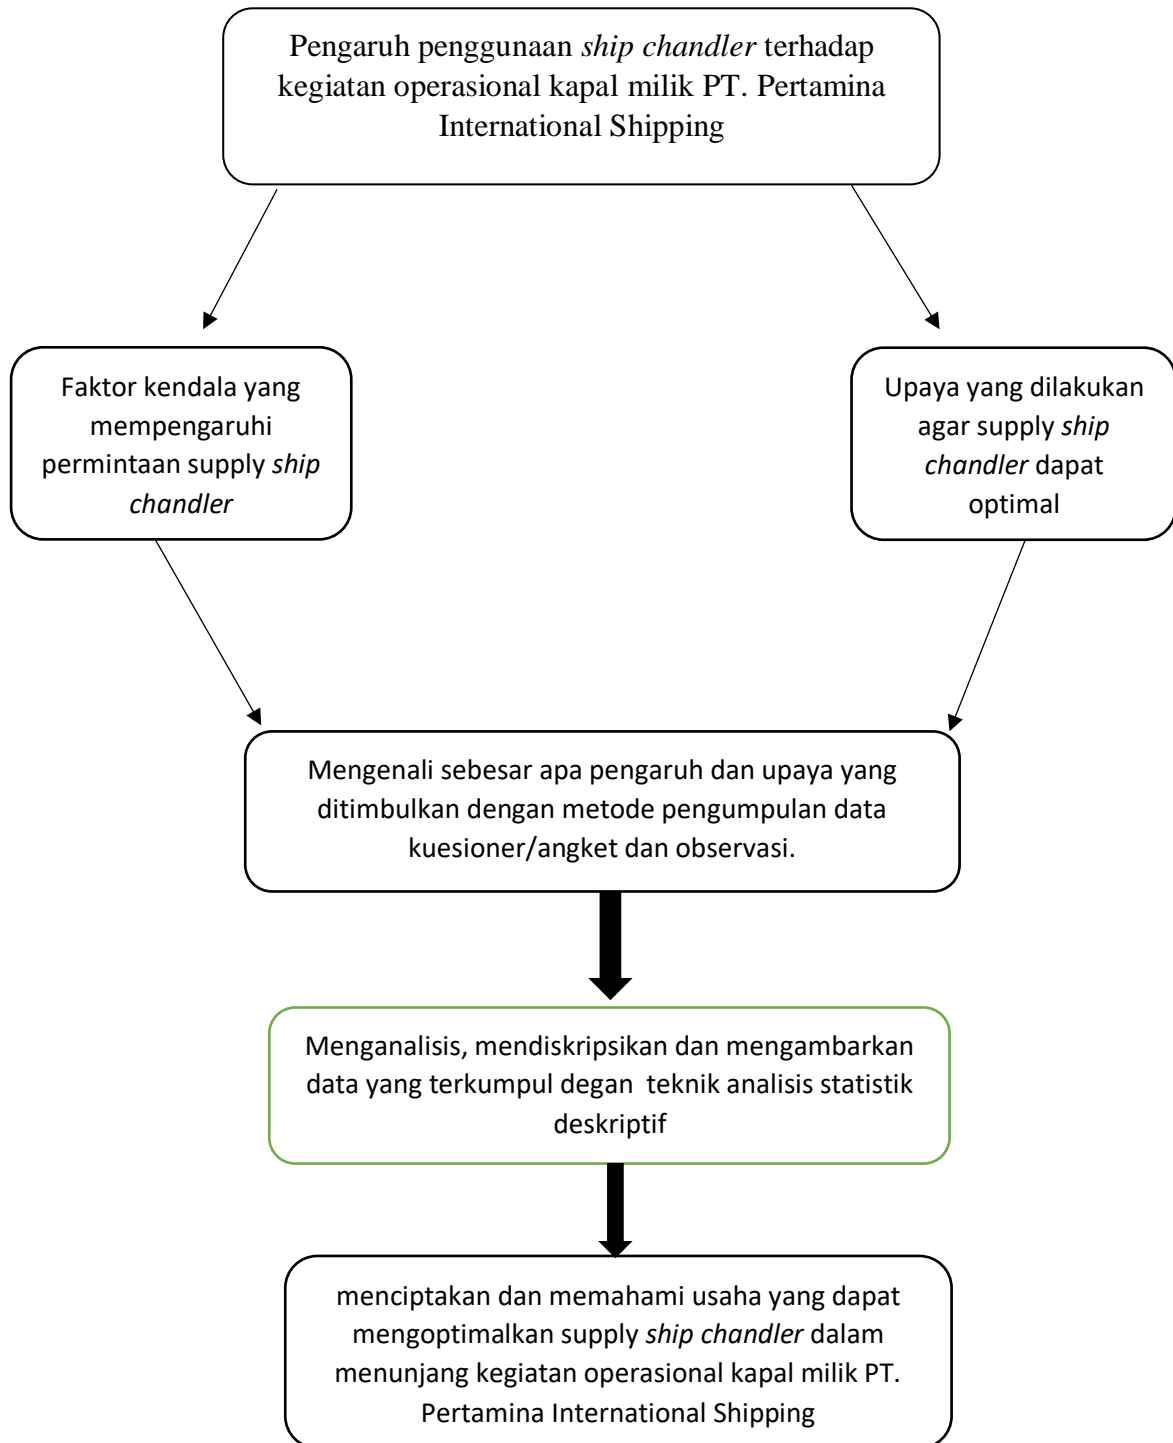 Pengaruh penggunaan ship chandler terhadap
kegiatan operasional kapal milik PT. Pertamina
International Shipping
Faktor kendala yang
mempengaruhi
permintaan supply ship
chandler
Upaya yang dilakukan
agar supply ship
chandler dapat
optimal
Mengenali sebesar apa pengaruh dan upaya yang
ditimbulkan dengan metode pengumpulan data
kuesioner/angket dan observasi.
Menganalisis, mendiskripsikan dan mengambarkan
data yang terkumpul degan  teknik analisis statistik
deskriptif
menciptakan dan memahami usaha yang dapat
mengoptimalkan supply ship chandler dalam
menunjang kegiatan operasional kapal milik PT.
Pertamina International Shipping